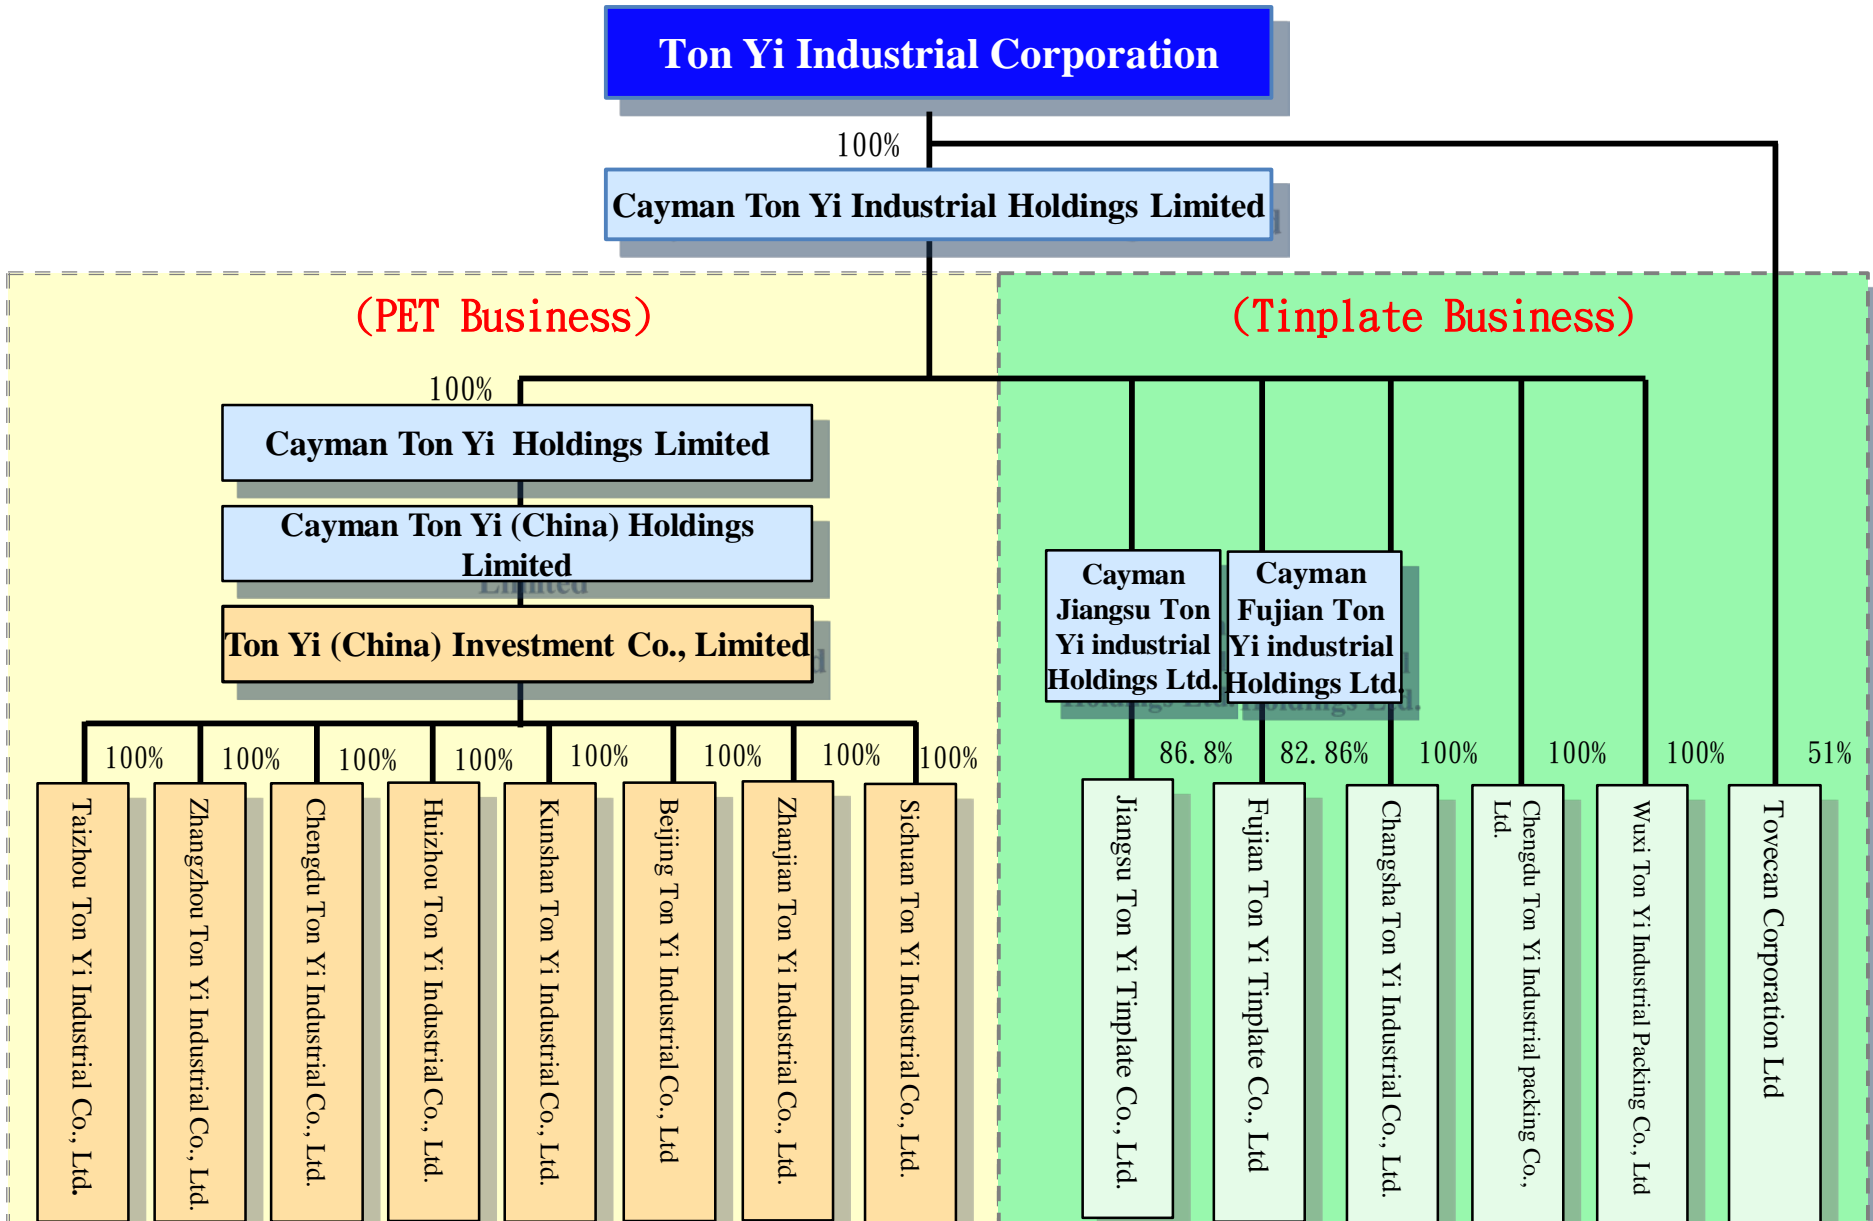 Ton Yi Industrial Corporation
100%
Cayman Ton Yi Industrial Holdings Limited
(PET Business)
(Tinplate Business)
100%
Cayman Ton Yi Holdings Limited
Cayman Ton Yi (China) Holdings
Limited
Ton Yi (China) Investment Co., Limited
Cayman
Jiangsu Ton
Yi industrial
Holdings Ltd.
Cayman
Fujian Ton
Yi industrial
Holdings Ltd.
100%
100%
100%
100%
100%
100%
100%
100%
86.8%
82.86%
100%
100%
100%
51%
Taizhou Ton Yi Industrial Co., Ltd.
Zhangzhou Ton Yi Industrial Co., Ltd.
Chengdu Ton Yi Industrial Co., Ltd.
Huizhou Ton Yi Industrial Co., Ltd.
Kunshan Ton Yi Industrial Co., Ltd.
Beijing Ton Yi Industrial Co., Ltd
Zhanjian Ton Yi Industrial Co., Ltd.
Sichuan Ton Yi Industrial Co., Ltd.
Jiangsu Ton Yi Tinplate Co., Ltd.
Fujian Ton Yi Tinplate Co., Ltd
Changsha Ton Yi Industrial Co., Ltd.
Chengdu Ton Yi Industrial packing Co.,
Ltd.
Wuxi Ton Yi Industrial Packing Co., Ltd
Tovecan Corporation Ltd